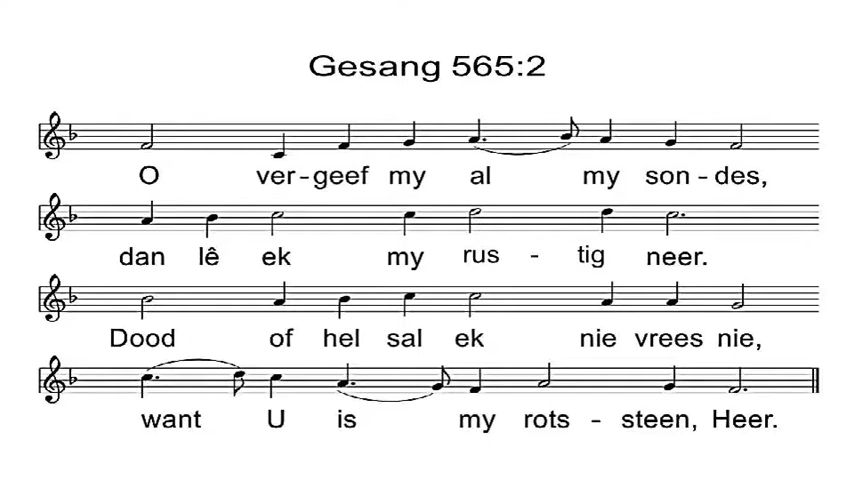 Gesang 565:2
O ver-geef my al my son-des,
dan lê ek my rus - tig neer.
Dood of hel sal ek nie vrees nie,
want U is my rots - steen, Heer.